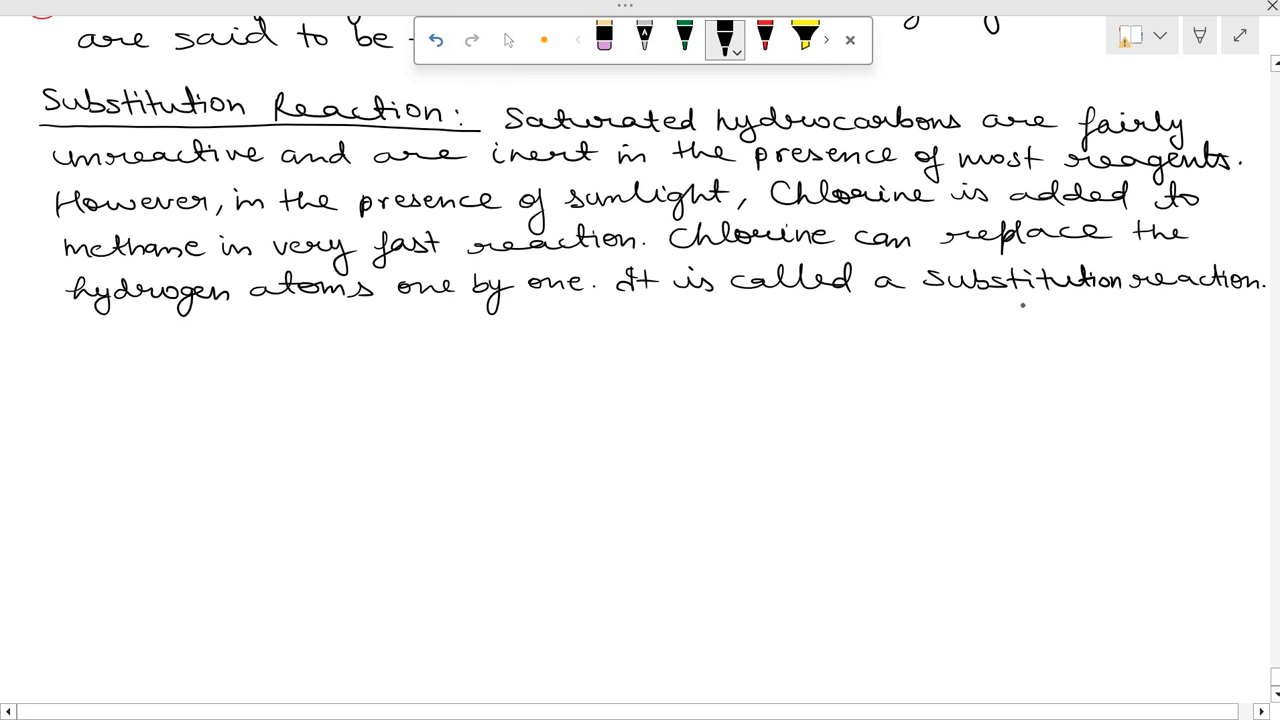 are said to be
Substitution Reaction: Saturated hydrocarbons are fairly
unreactive and are inert in the presence of most reagents.
However, in the presence of sunlight, Chlorine is added to
methane in very fast reaction. Chlorine can replace the
hydrogen atoms one by one. It is called a substitution reaction.